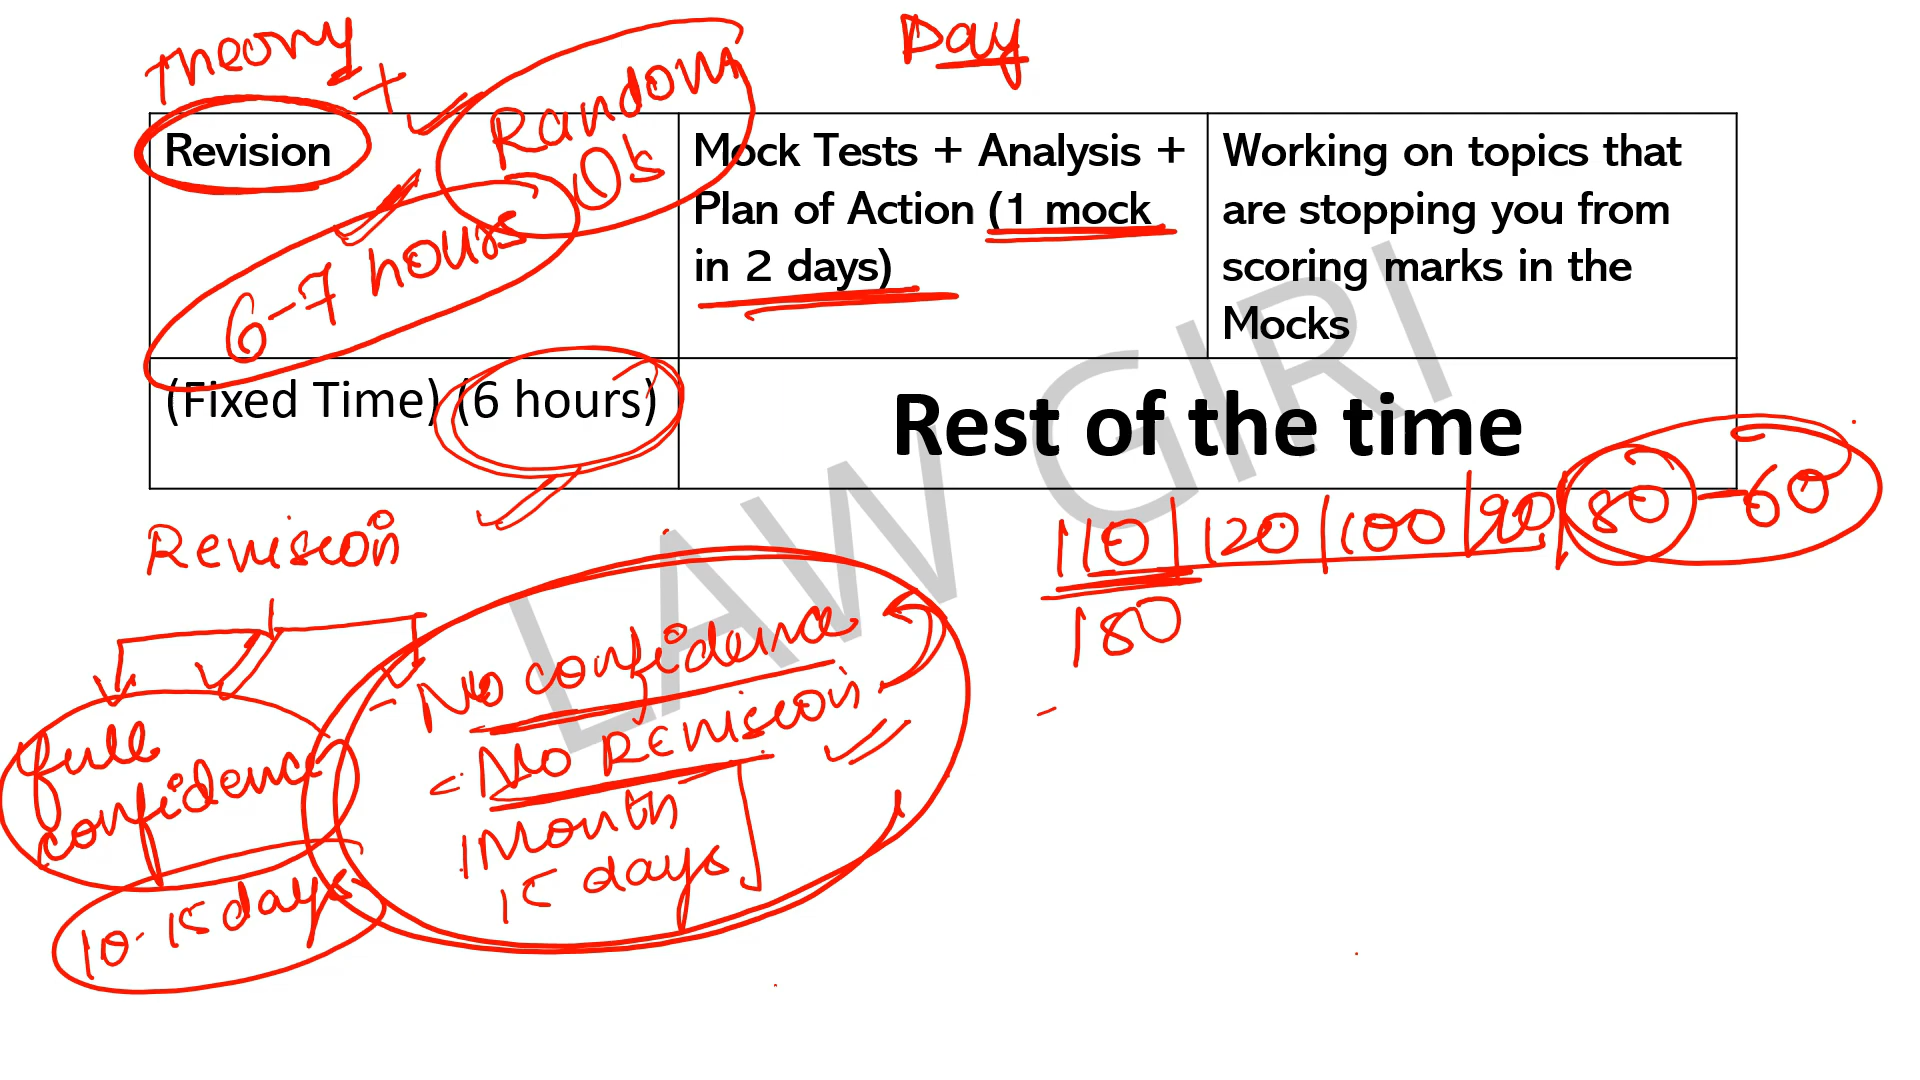 Theory
+
Random
Q's
Day
Revision
6-7 hours
Mock Tests + Analysis +
Plan of Action (1 mock
in 2 days)
Working on topics that
are stopping you from
scoring marks in the
Mocks
(Fixed Time) (6 hours)
Rest of the time
LAW GIRI
110 | 120 | 100 | 90 | 80 - 60
180
Revision
full
confidence
10-15 days
- No confidence
- No Revision
1 Month
15 days